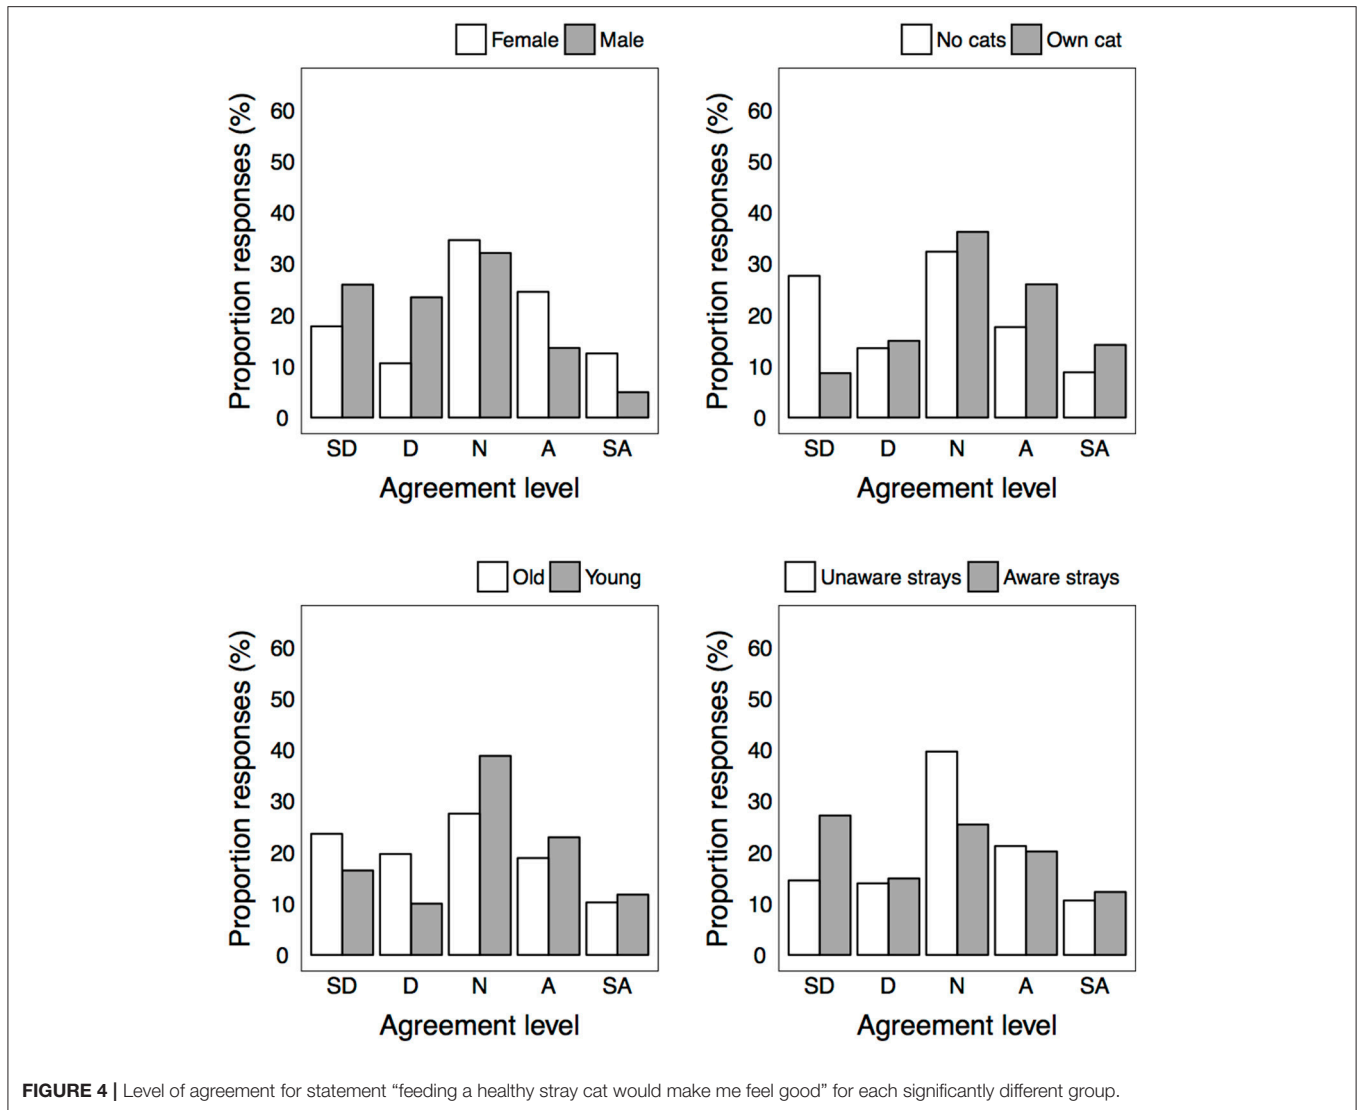 Female Male
Proportion responses (%)
60
50
40
30
20
10
0
SD D N A SA
Agreement level
No cats Own cat
Proportion responses (%)
60
50
40
30
20
10
0
SD D N A SA
Agreement level
Old Young
Proportion responses (%)
60
50
40
30
20
10
0
SD D N A SA
Agreement level
Unaware strays Aware strays
Proportion responses (%)
60
50
40
30
20
10
0
SD D N A SA
Agreement level
FIGURE 4 | Level of agreement for statement “feeding a healthy stray cat would make me feel good” for each significantly different group.